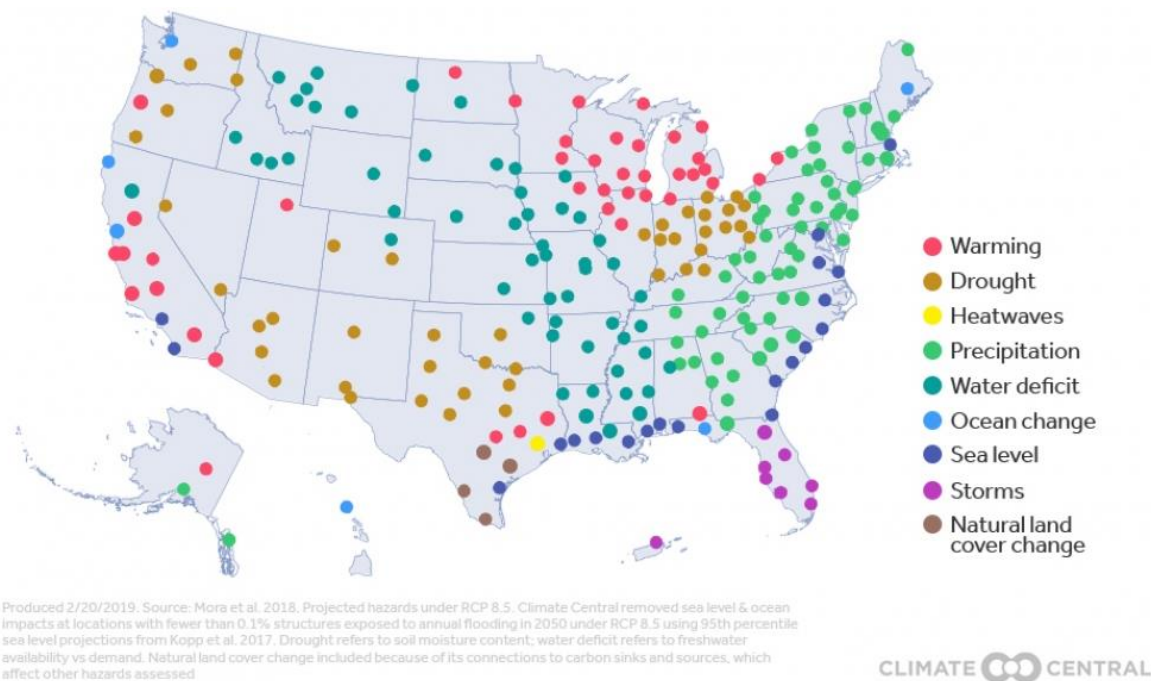 Warming
Drought
Heatwaves
Precipitation
Water deficit
Ocean change
Sea level
Storms
Natural land
cover change
Produced 2/20/2019. Source: Mora et al. 2018. Projected hazards under RCP 8.5. Climate Central removed sea level & ocean
impacts at locations with fewer than 0.1% structures exposed to annual flooding in 2050 under RCP 8.5 using 95th percentile
sea level projections from Kopp et al. 2017. Drought refers to soil moisture content; water deficit refers to freshwater
availability vs demand. Natural land cover change included because of its connections to carbon sinks and sources, which
affect other hazards assessed
CLIMATE CENTRAL